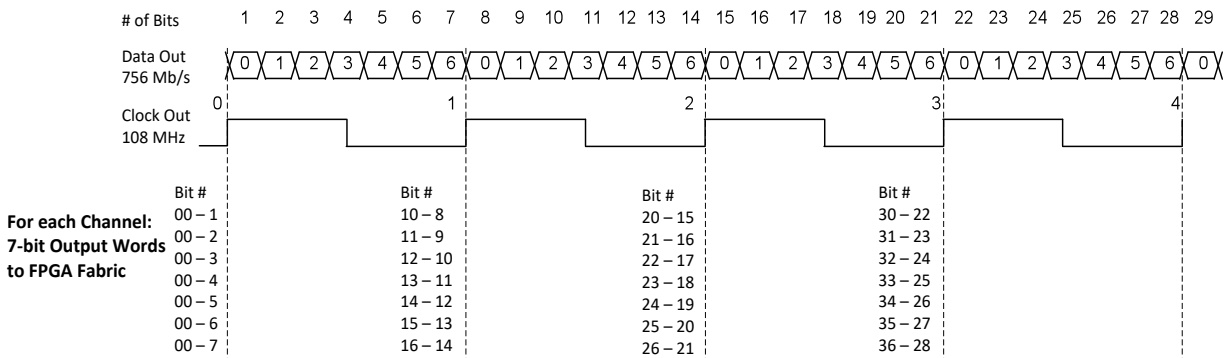 # of Bits 1 2 3 4 5 6 7 8 9 10 11 12 13 14 15 16 17 18 19 20 21 22 23 24 25 26 27 28 29
Data Out 0 1 2 3 4 5 6 0 1 2 3 4 5 6 0 1 2 3 4 5 6 0 1 2 3 4 5 6 0
756 Mb/s
0 1 2 3 4
Clock Out
108 MHz
For each Channel:
7-bit Output Words
to FPGA Fabric
Bit #
00 – 1
00 – 2
00 – 3
00 – 4
00 – 5
00 – 6
00 – 7
Bit #
10 – 8
11 – 9
12 – 10
13 – 11
14 – 12
15 – 13
16 – 14
Bit #
20 – 15
21 – 16
22 – 17
23 – 18
24 – 19
25 – 20
26 – 21
Bit #
30 – 22
31 – 23
32 – 24
33 – 25
34 – 26
35 – 27
36 – 28